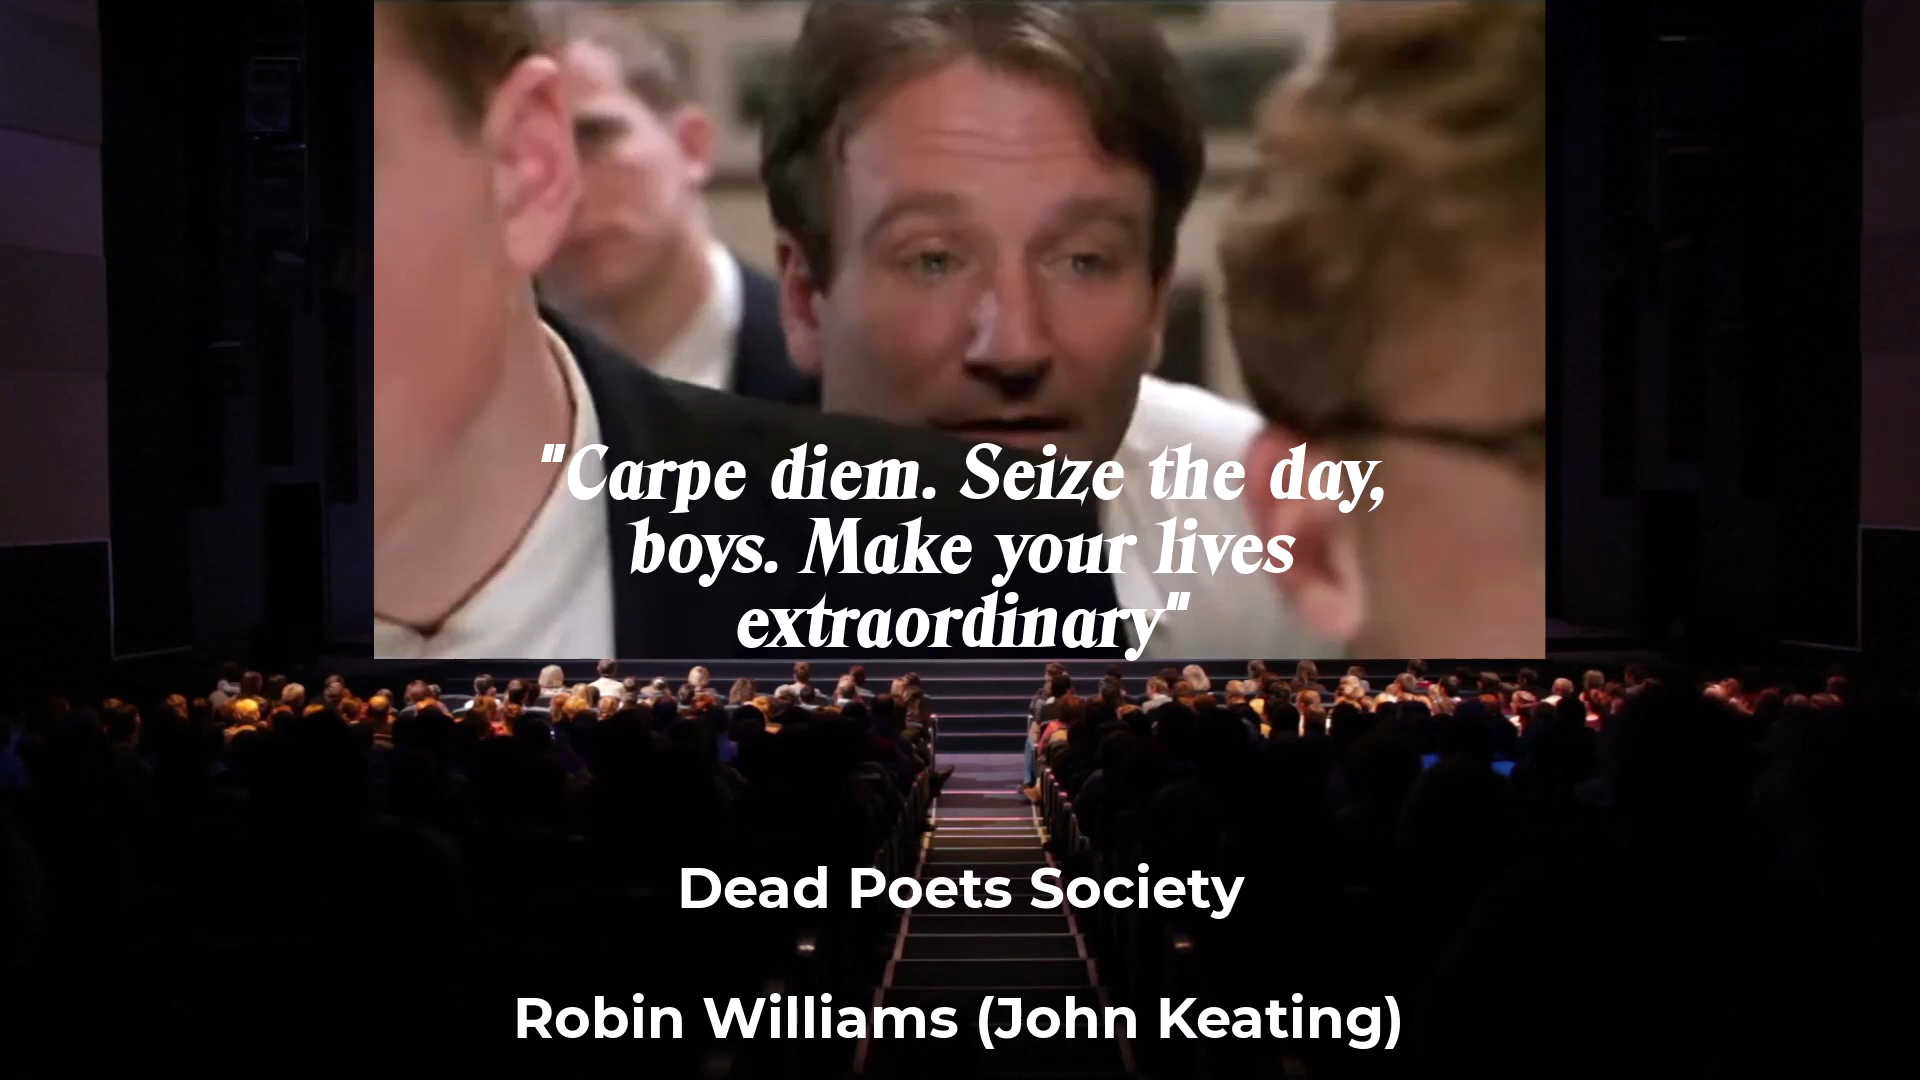 "Carpe diem. Seize the day,
boys. Make your lives
extraordinary"
Dead Poets Society
Robin Williams (John Keating)